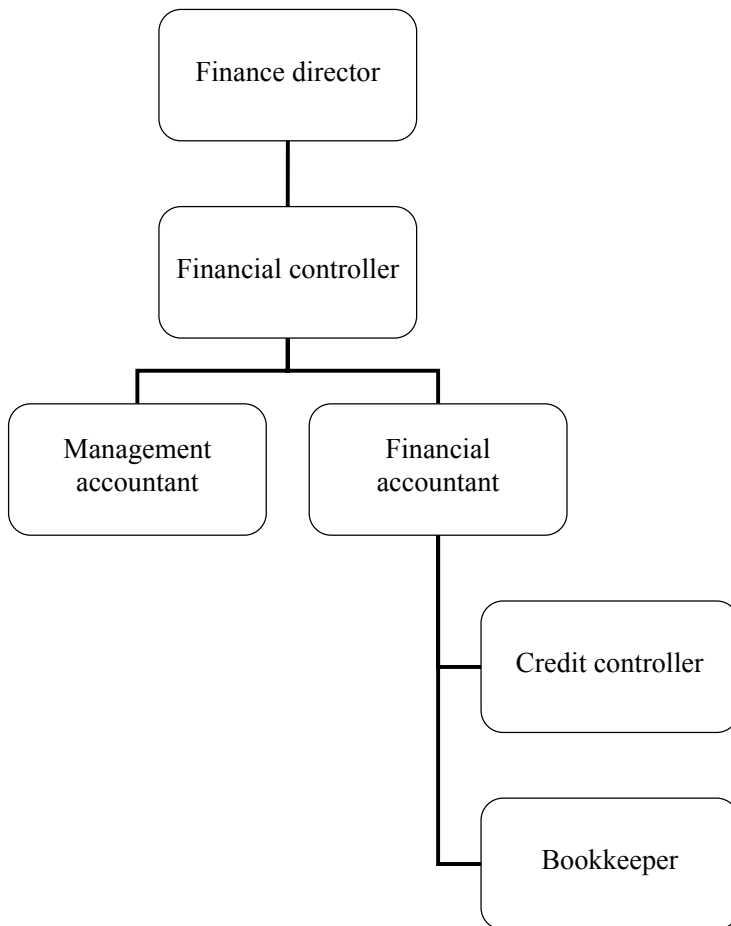 Finance director
Financial controller
Management
accountant
Financial
accountant
Credit controller
Bookkeeper